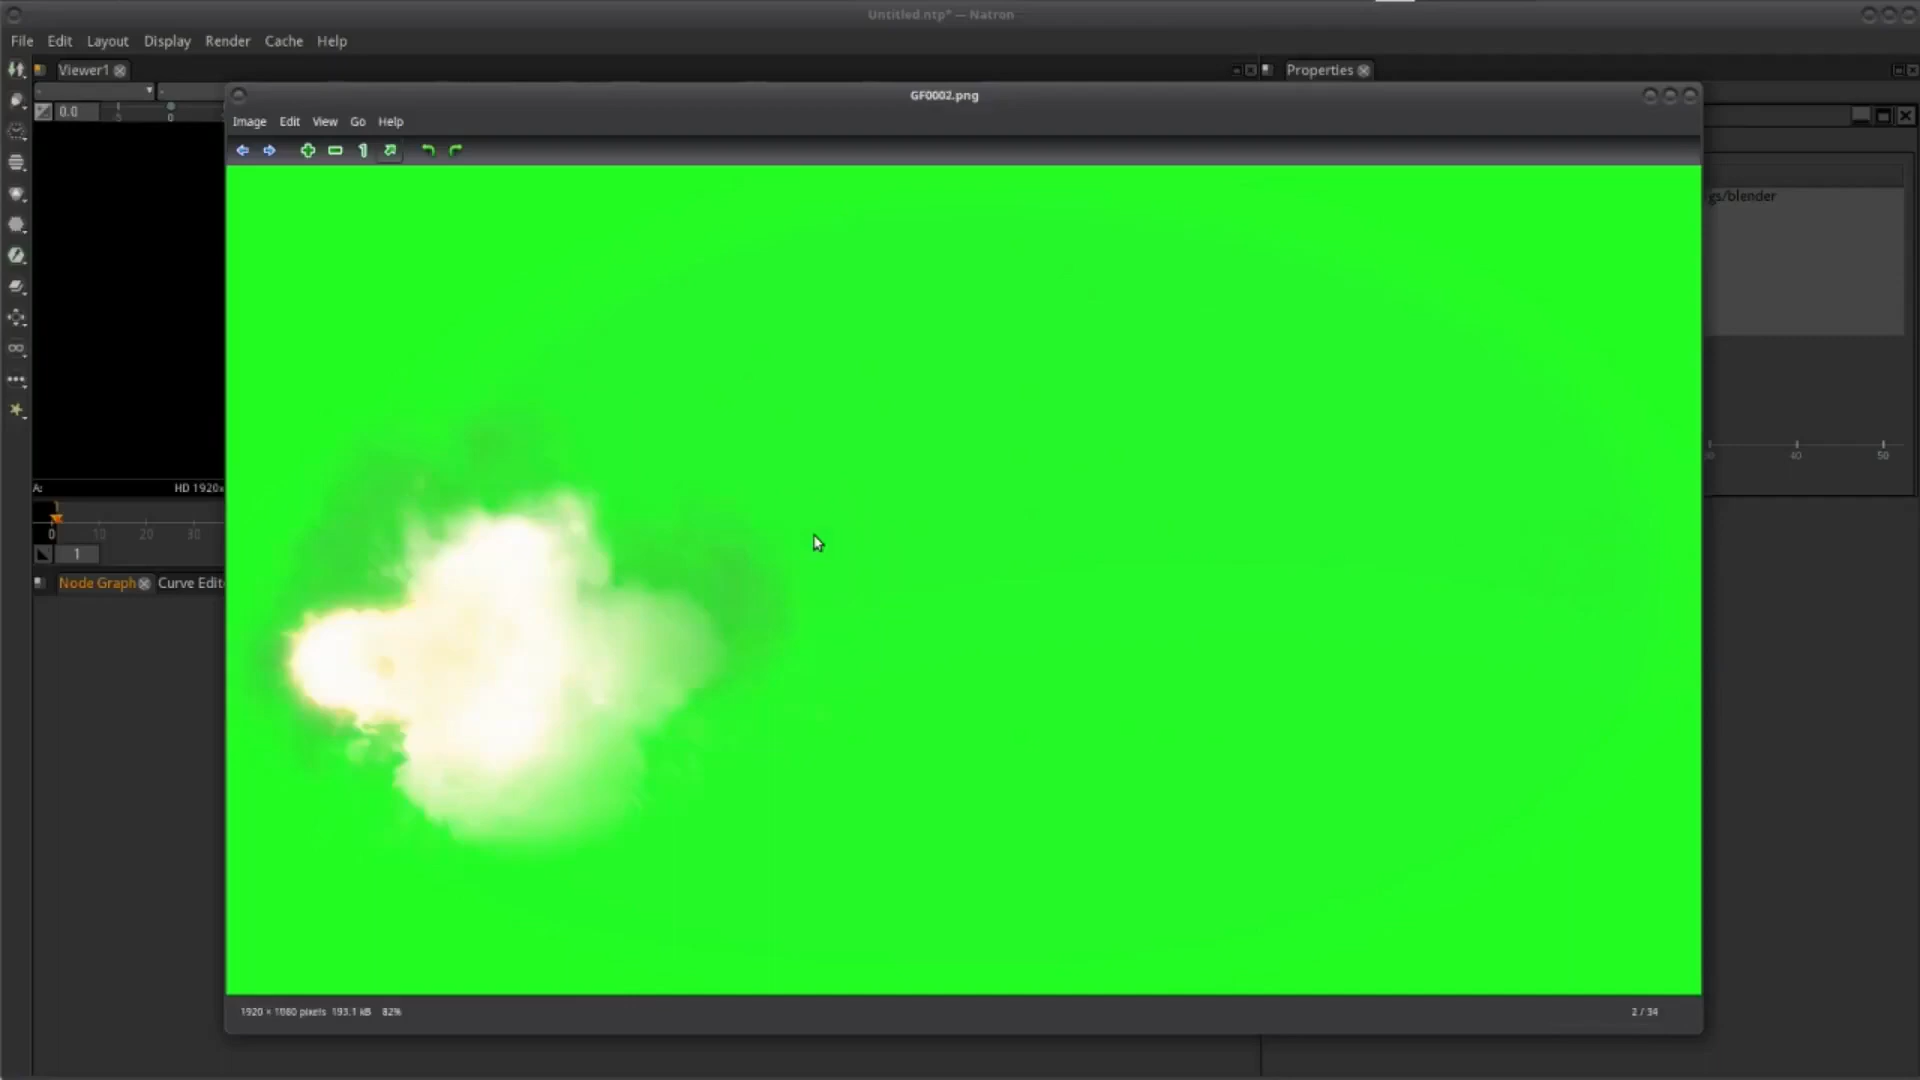 Untitled.ntp* — Natron
File Edit Layout Display Render Cache Help
Viewer1
Properties
0.0
5 0
GF0002.png
Image Edit View Go Help
gs/blender
40 50
A: HD 1920x
0 10 20 30
1
Node Graph Curve Edit
1920 × 1080 pixels 193.1 kB 82%
2 / 34